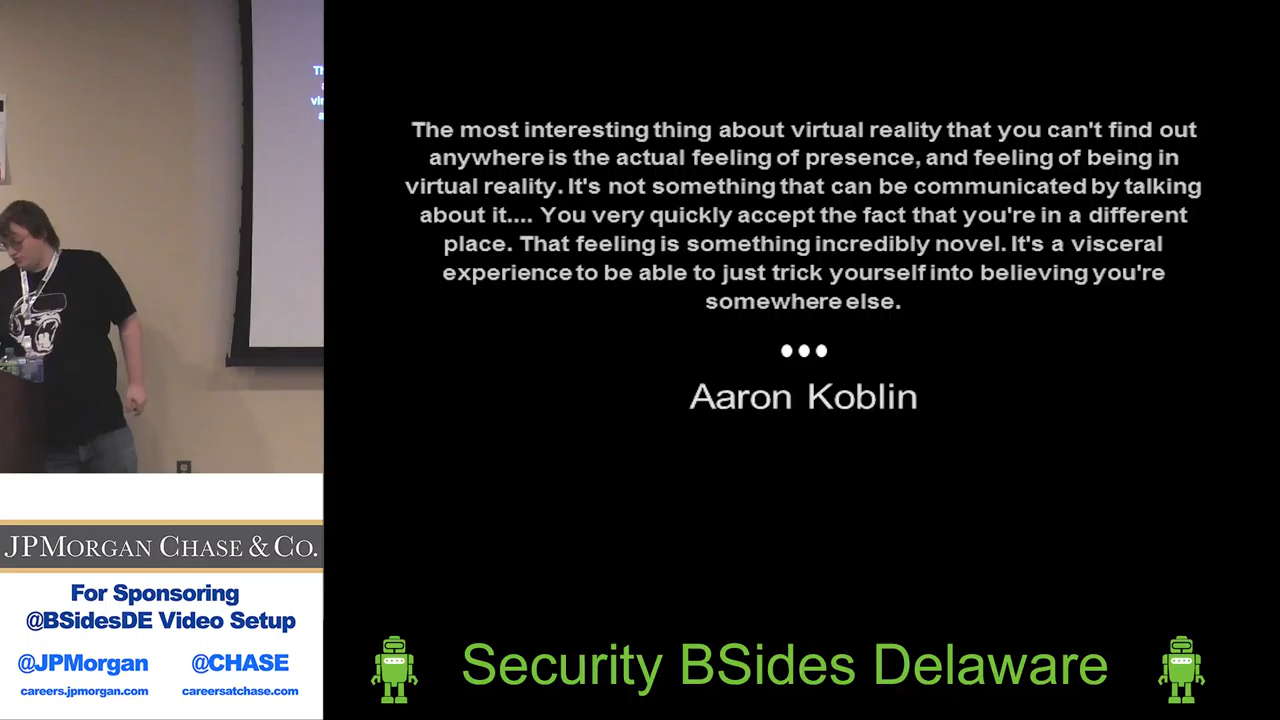 The most interesting thing about virtual reality that you can't find out
anywhere is the actual feeling of presence, and feeling of being in
virtual reality. It's not something that can be communicated by talking
about it.... You very quickly accept the fact that you're in a different
place. That feeling is something incredibly novel. It's a visceral
experience to be able to just trick yourself into believing you're
somewhere else.
Aaron Koblin
JPMORGAN CHASE & CO.
For Sponsoring
@BSidesDE Video Setup
@JPMorgan @CHASE
careers.jpmorgan.com careersatchase.com
Security BSides Delaware